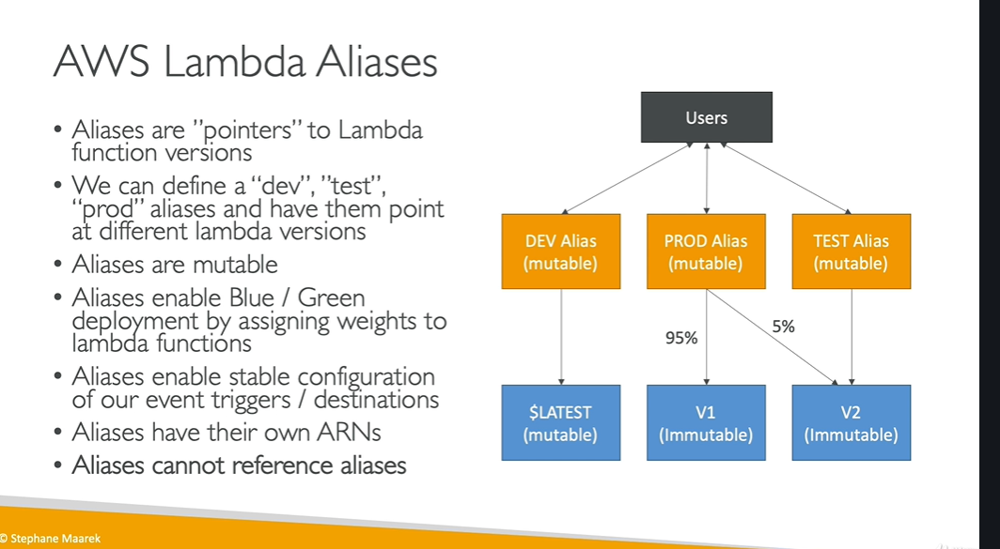 AWS Lambda Aliases
• Aliases are ”pointers” to Lambda
function versions
• We can define a “dev”, ”test”,
“prod” aliases and have them point
at different lambda versions
• Aliases are mutable
• Aliases enable Blue / Green
deployment by assigning weights to
lambda functions
• Aliases enable stable configuration
of our event triggers / destinations
• Aliases have their own ARNs
• Aliases cannot reference aliases
Users
DEV Alias
(mutable)
PROD Alias
(mutable)
TEST Alias
(mutable)
95%
5%
$LATEST
(mutable)
V1
(Immutable)
V2
(Immutable)
© Stephane Maarek